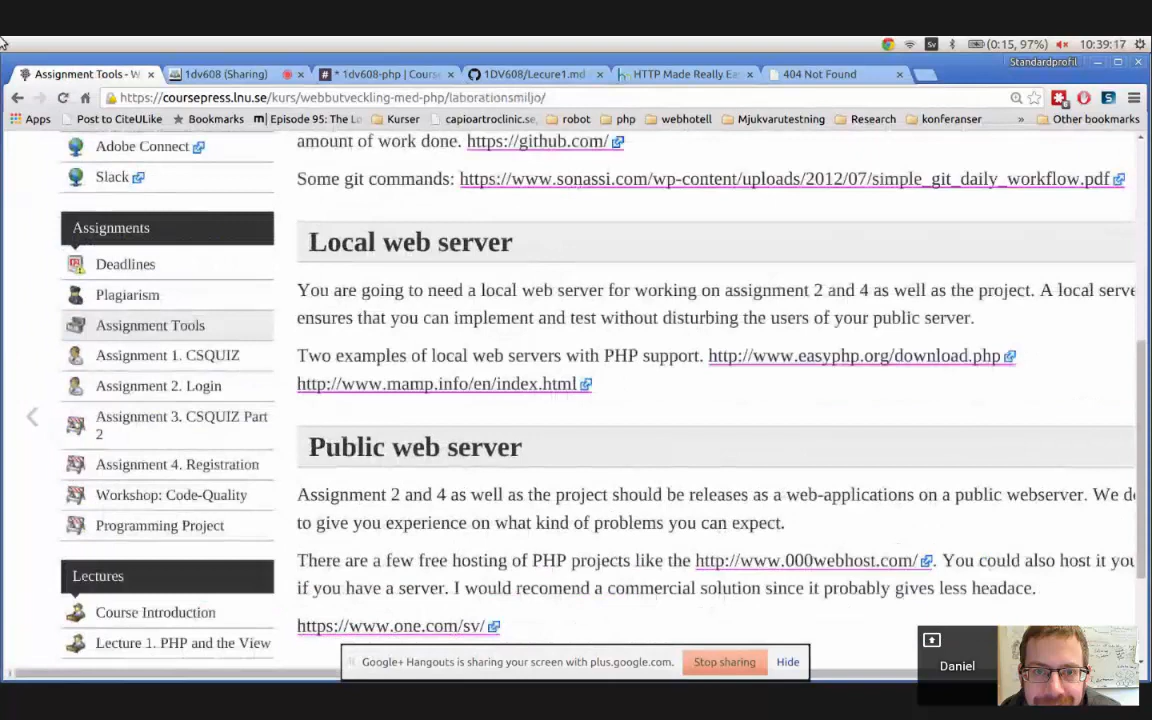 (0:15, 97%) 10:39:17
Standardprofil
Assignment Tools - W
1dv608 (Sharing)
* 1dv608-php | Cours
1DV608/Lecure1.md
HTTP Made Really Ea
404 Not Found
https://coursepress.lnu.se/kurs/webbutveckling-med-php/laborationsmiljo/
Apps Post to CiteULike Bookmarks Episode 95: The Lo Kurser capioartroclinic.se, robot php webhotell Mjukvarutestning Research konferanser » Other bookmarks
Adobe Connect
Slack
Assignments
Deadlines
Plagiarism
Assignment Tools
Assignment 1. CSQUIZ
Assignment 2. Login
Assignment 3. CSQUIZ Part
2
Assignment 4. Registration
Workshop: Code-Quality
Programming Project
Lectures
Course Introduction
Lecture 1. PHP and the View
amount of work done. https://github.com/
Some git commands: https://www.sonassi.com/wp-content/uploads/2012/07/simple_git_daily_workflow.pdf
Local web server
You are going to need a local web server for working on assignment 2 and 4 as well as the project. A local serve
ensures that you can implement and test without disturbing the users of your public server.
Two examples of local web servers with PHP support. http://www.easyphp.org/download.php
http://www.mamp.info/en/index.html
Public web server
Assignment 2 and 4 as well as the project should be releases as a web-applications on a public webserver. We do
to give you experience on what kind of problems you can expect.
There are a few free hosting of PHP projects like the http://www.000webhost.com/ . You could also host it you
if you have a server. I would recomend a commercial solution since it probably gives less headace.
https://www.one.com/sv/
Google+ Hangouts is sharing your screen with plus.google.com. Stop sharing Hide
Daniel